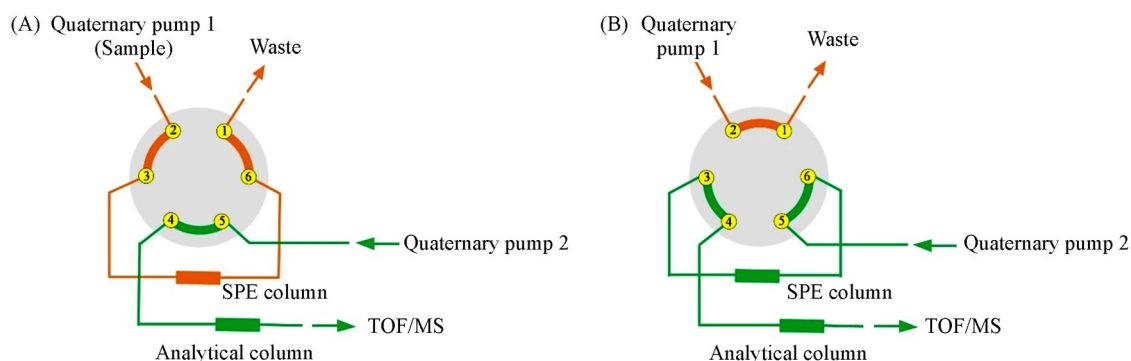 (A) Quaternary pump 1
(Sample)
Waste
2
1
3
6
4
5
Quaternary pump 2
SPE column
TOF/MS
Analytical column
(B) Quaternary
pump 1
Waste
2
1
3
6
4
5
Quaternary pump 2
SPE column
TOF/MS
Analytical column